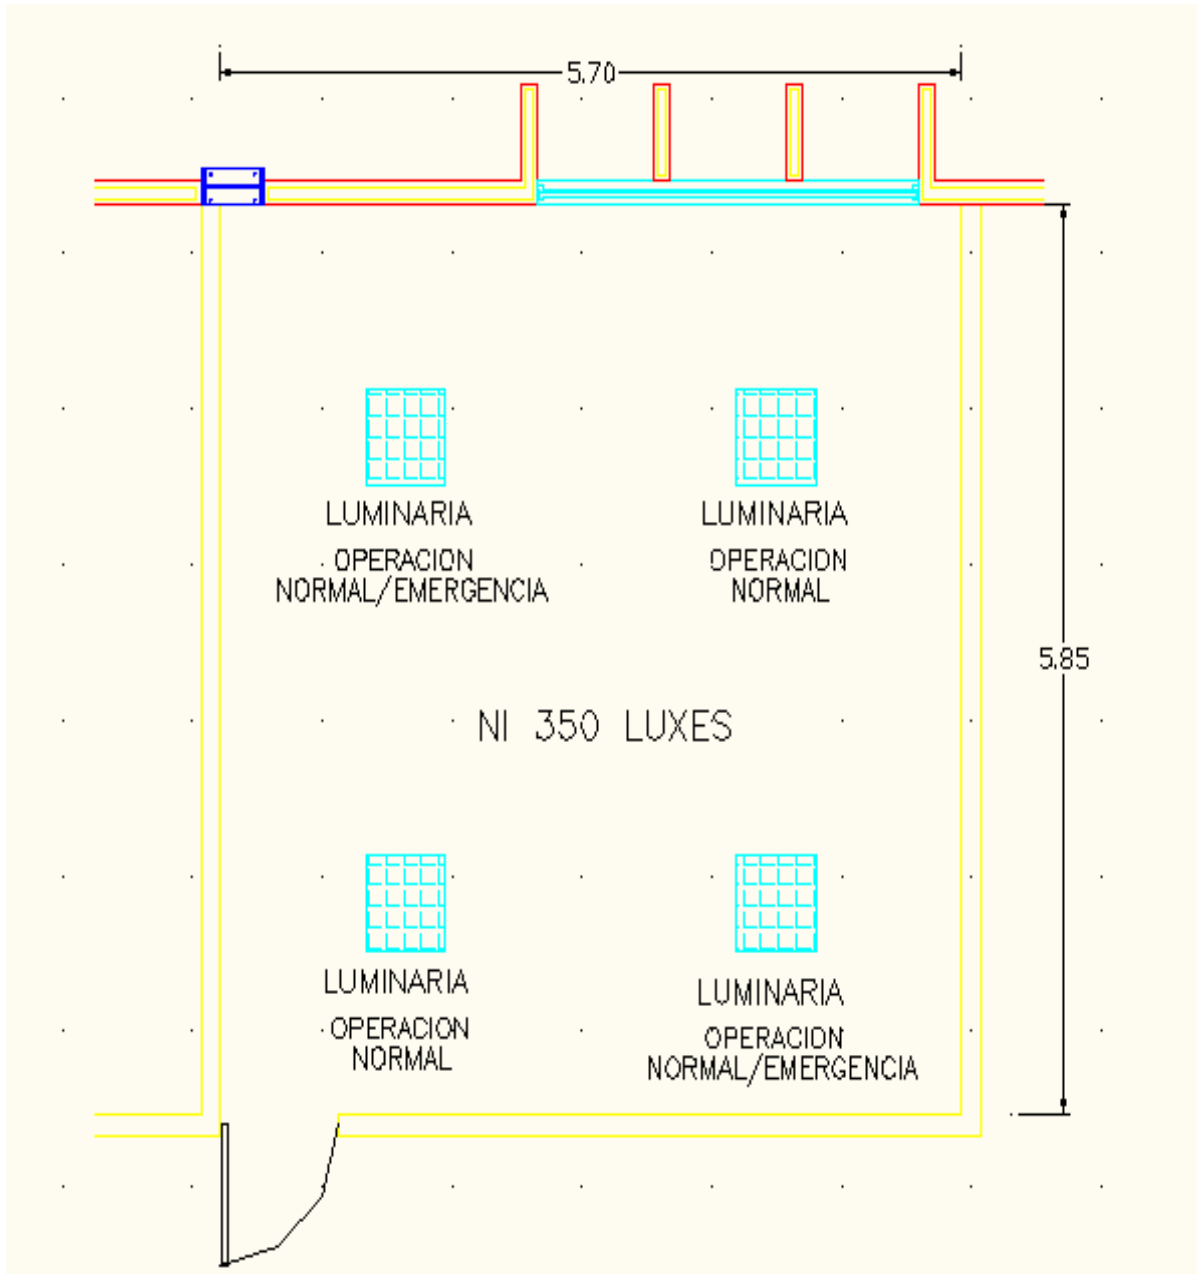 5.70
LUMINARIA
OPERACION
NORMAL/EMERGENCIA
LUMINARIA
OPERACION
NORMAL
5.85
NI 350 LUXES
LUMINARIA
OPERACION
NORMAL
LUMINARIA
OPERACION
NORMAL/EMERGENCIA